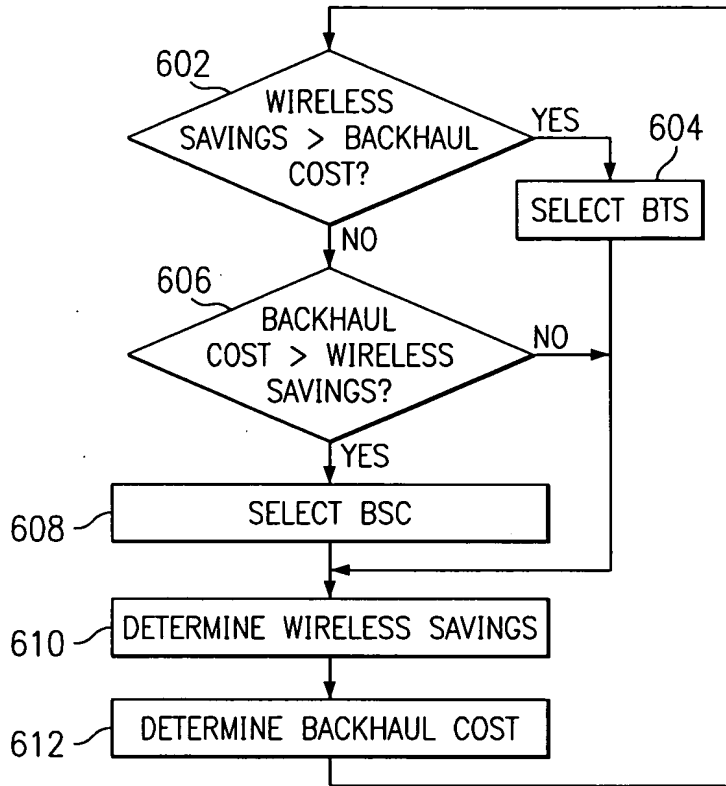 602
WIRELESS
SAVINGS > BACKHAUL
COST?
YES
604
SELECT BTS
NO
606
BACKHAUL
COST > WIRELESS
SAVINGS?
NO
YES
608
SELECT BSC
610
DETERMINE WIRELESS SAVINGS
612
DETERMINE BACKHAUL COST